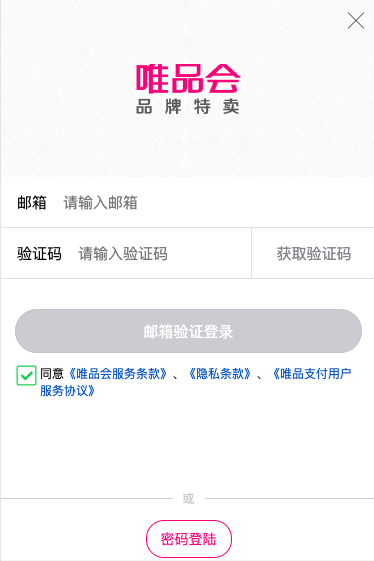 唯品会
品牌特卖
邮箱 请输入邮箱
验证码 请输入验证码 获取验证码
邮箱验证登录
同意《唯品会服务条款》、《隐私条款》、《唯品支付用户
服务协议》
或
密码登陆